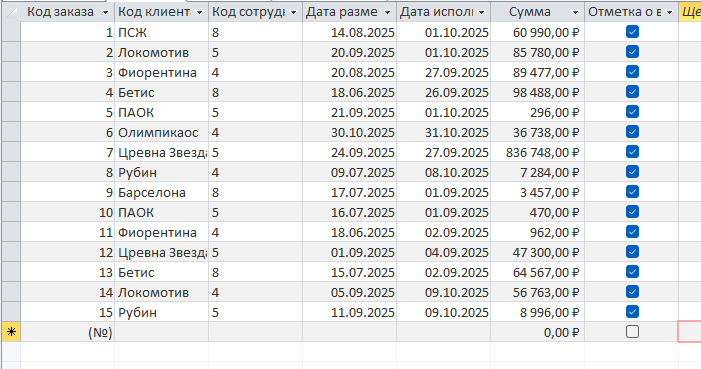 Код заказа Код клиент Код сотруд Дата разме Дата испол Сумма Отметка о в Ще
1 ПСЖ 8 14.08.2025 01.10.2025 60 990,00 ₽
2 Локомотив 5 20.09.2025 01.10.2025 85 780,00 ₽
3 Фиорентина 4 20.08.2025 27.09.2025 89 477,00 ₽
4 Бетис 8 18.06.2025 26.09.2025 98 488,00 ₽
5 ПАОК 5 21.09.2025 01.10.2025 296,00 ₽
6 Олимпикаос 4 30.10.2025 31.10.2025 36 738,00 ₽
7 Цревна Звезда 5 24.09.2025 27.09.2025 836 748,00 ₽
8 Рубин 4 09.07.2025 08.10.2025 7 284,00 ₽
9 Барселона 8 17.07.2025 01.09.2025 3 457,00 ₽
10 ПАОК 5 16.07.2025 01.09.2025 470,00 ₽
11 Фиорентина 4 18.06.2025 02.09.2025 962,00 ₽
12 Цревна Звезда 5 01.09.2025 04.09.2025 47 300,00 ₽
13 Бетис 8 15.07.2025 02.09.2025 64 567,00 ₽
14 Локомотив 4 05.09.2025 09.10.2025 56 763,00 ₽
15 Рубин 5 11.09.2025 09.10.2025 8 996,00 ₽
(№) 0,00 ₽